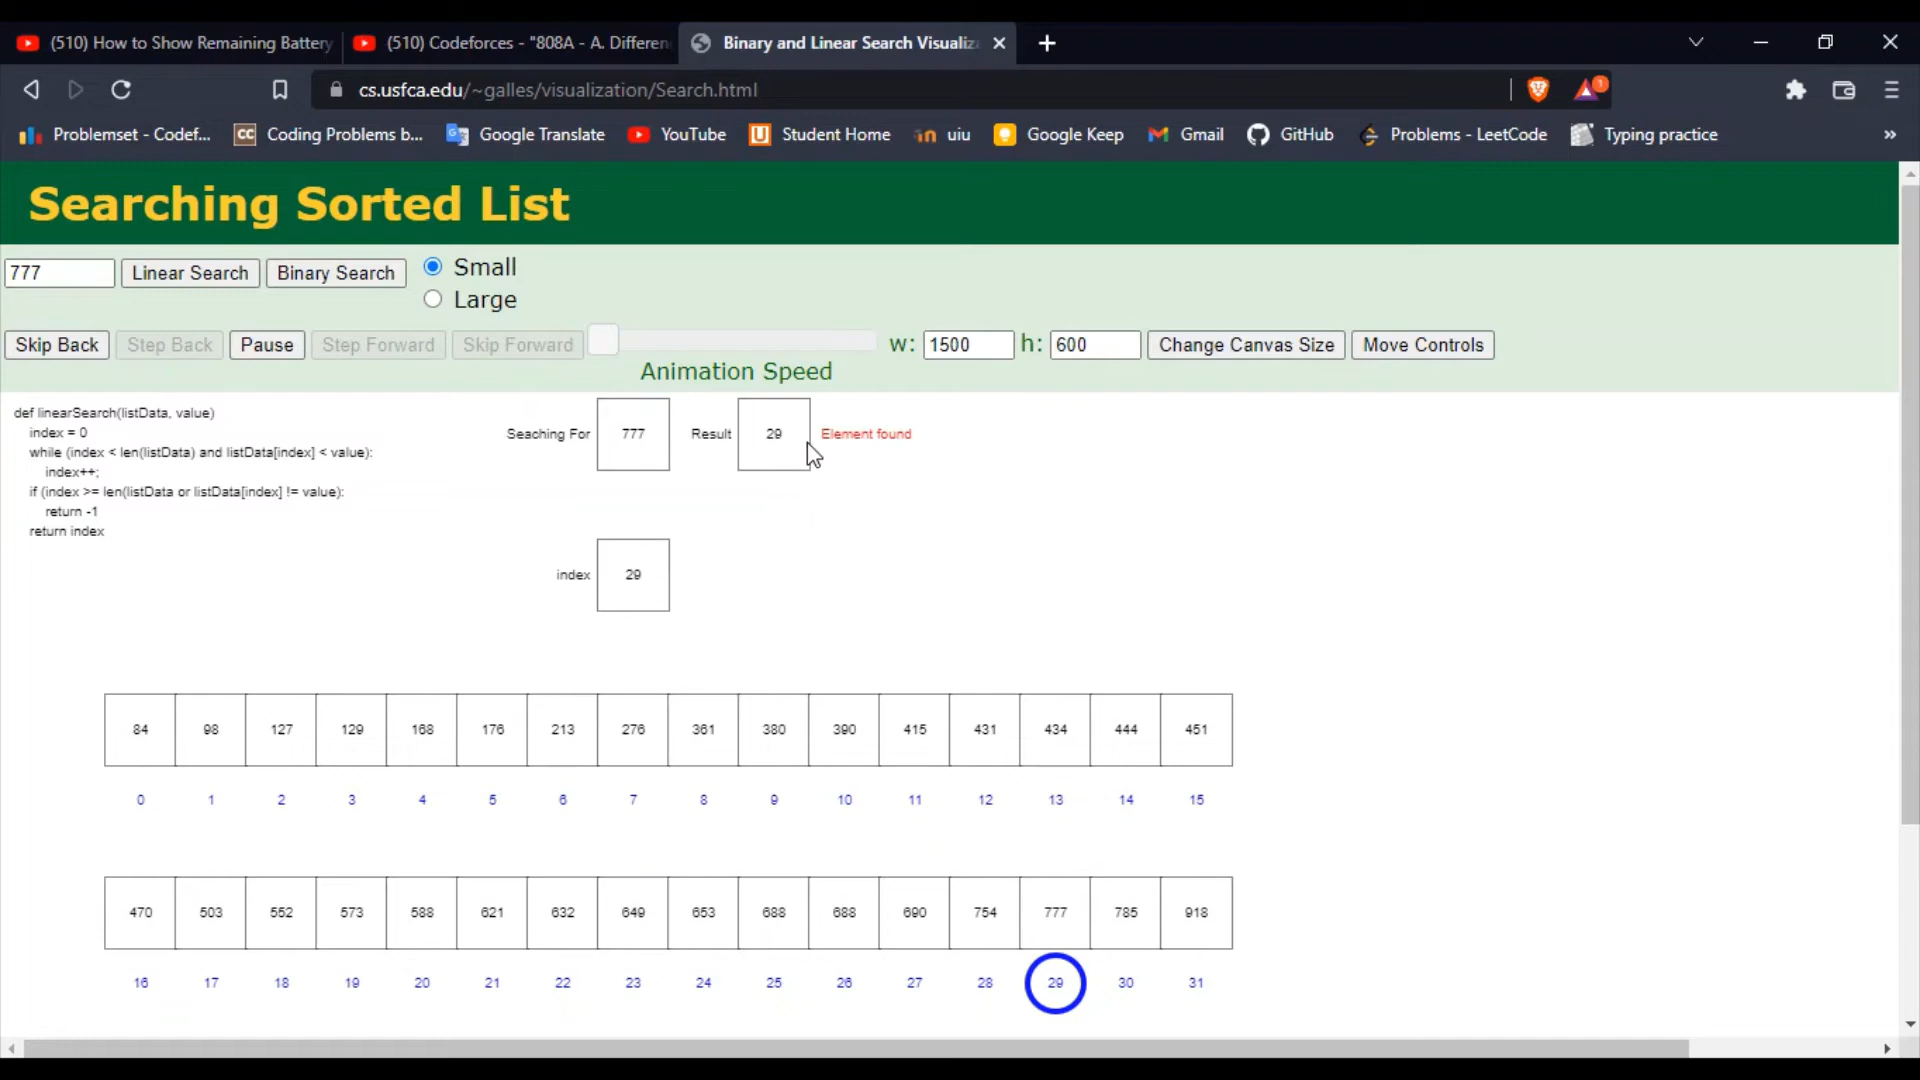 (510) How to Show Remaining Battery
(510) Codeforces - "808A - A. Differen
Binary and Linear Search Visualiz
cs.usfca.edu/~galles/visualization/Search.html
1
Problemset - Codef...
CC
Coding Problems b...
Google Translate
YouTube
Student Home
uiu
Google Keep
Gmail
GitHub
Problems - LeetCode
Typing practice
»
Searching Sorted List
777
Linear Search
Binary Search
Small
Large
Skip Back
Step Back
Pause
Step Forward
Skip Forward
w: 1500 h: 600
Change Canvas Size
Move Controls
Animation Speed
def linearSearch(listData, value)
index = 0
while (index < len(listData) and listData[index] < value):
index++;
if (index >= len(listData or listData[index] != value):
return -1
return index
Seaching For 777 Result 29 Element found
index 29
84 98 127 129 168 176 213 276 361 380 390 415 431 434 444 451
0 1 2 3 4 5 6 7 8 9 10 11 12 13 14 15
470 503 552 573 588 621 632 649 653 688 688 690 754 777 785 918
16 17 18 19 20 21 22 23 24 25 26 27 28 29 30 31